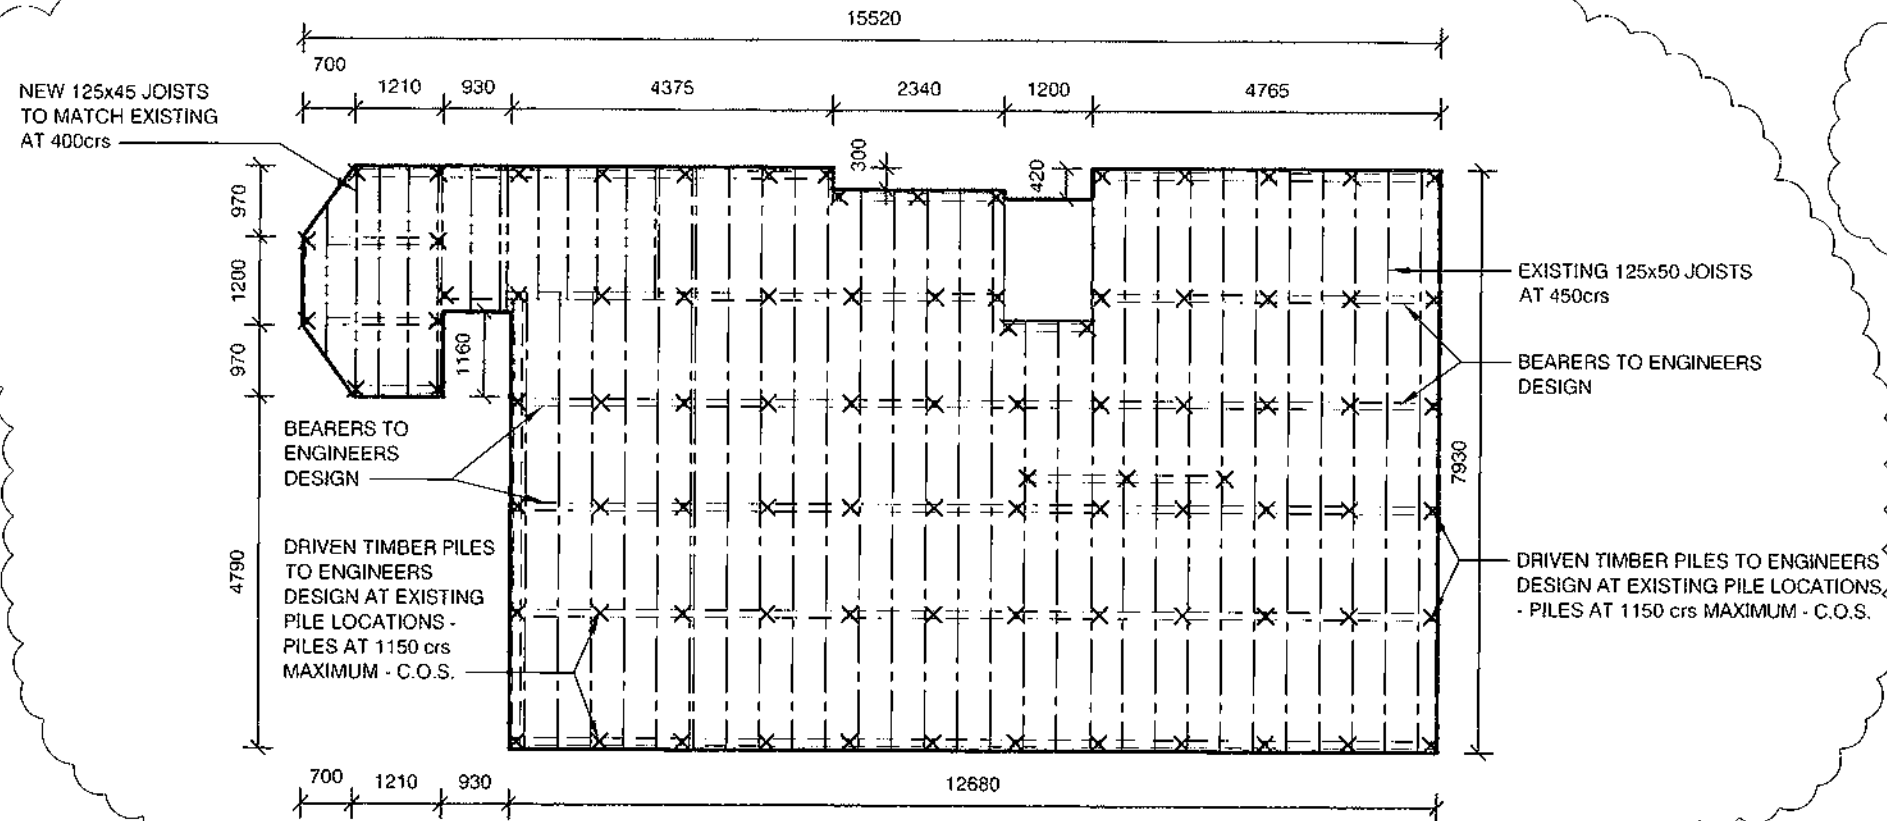 15520
700
1210 930 4375 2340 1200 4765
NEW 125x45 JOISTS
TO MATCH EXISTING
AT 400crs
300
420
970
1200
970
1160
4790
7930
EXISTING 125x50 JOISTS
AT 450crs
BEARERS TO ENGINEERS
DESIGN
BEARERS TO
ENGINEERS
DESIGN
DRIVEN TIMBER PILES
TO ENGINEERS
DESIGN AT EXISTING
PILE LOCATIONS -
PILES AT 1150 crs
MAXIMUM - C.O.S.
DRIVEN TIMBER PILES TO ENGINEERS
DESIGN AT EXISTING PILE LOCATIONS
- PILES AT 1150 crs MAXIMUM - C.O.S.
700 1210 930 12680